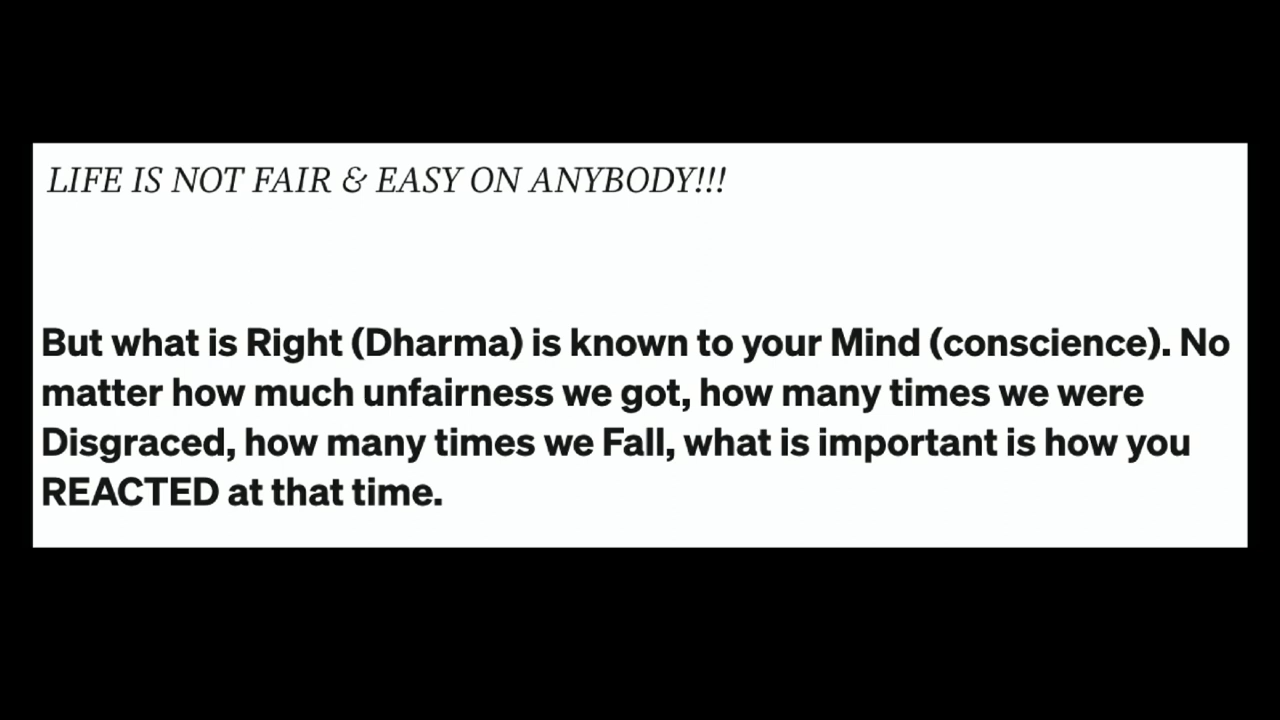 LIFE IS NOT FAIR & EASY ON ANYBODY!!!
But what is Right (Dharma) is known to your Mind (conscience). No
matter how much unfairness we got, how many times we were
Disgraced, how many times we Fall, what is important is how you
REACTED at that time.